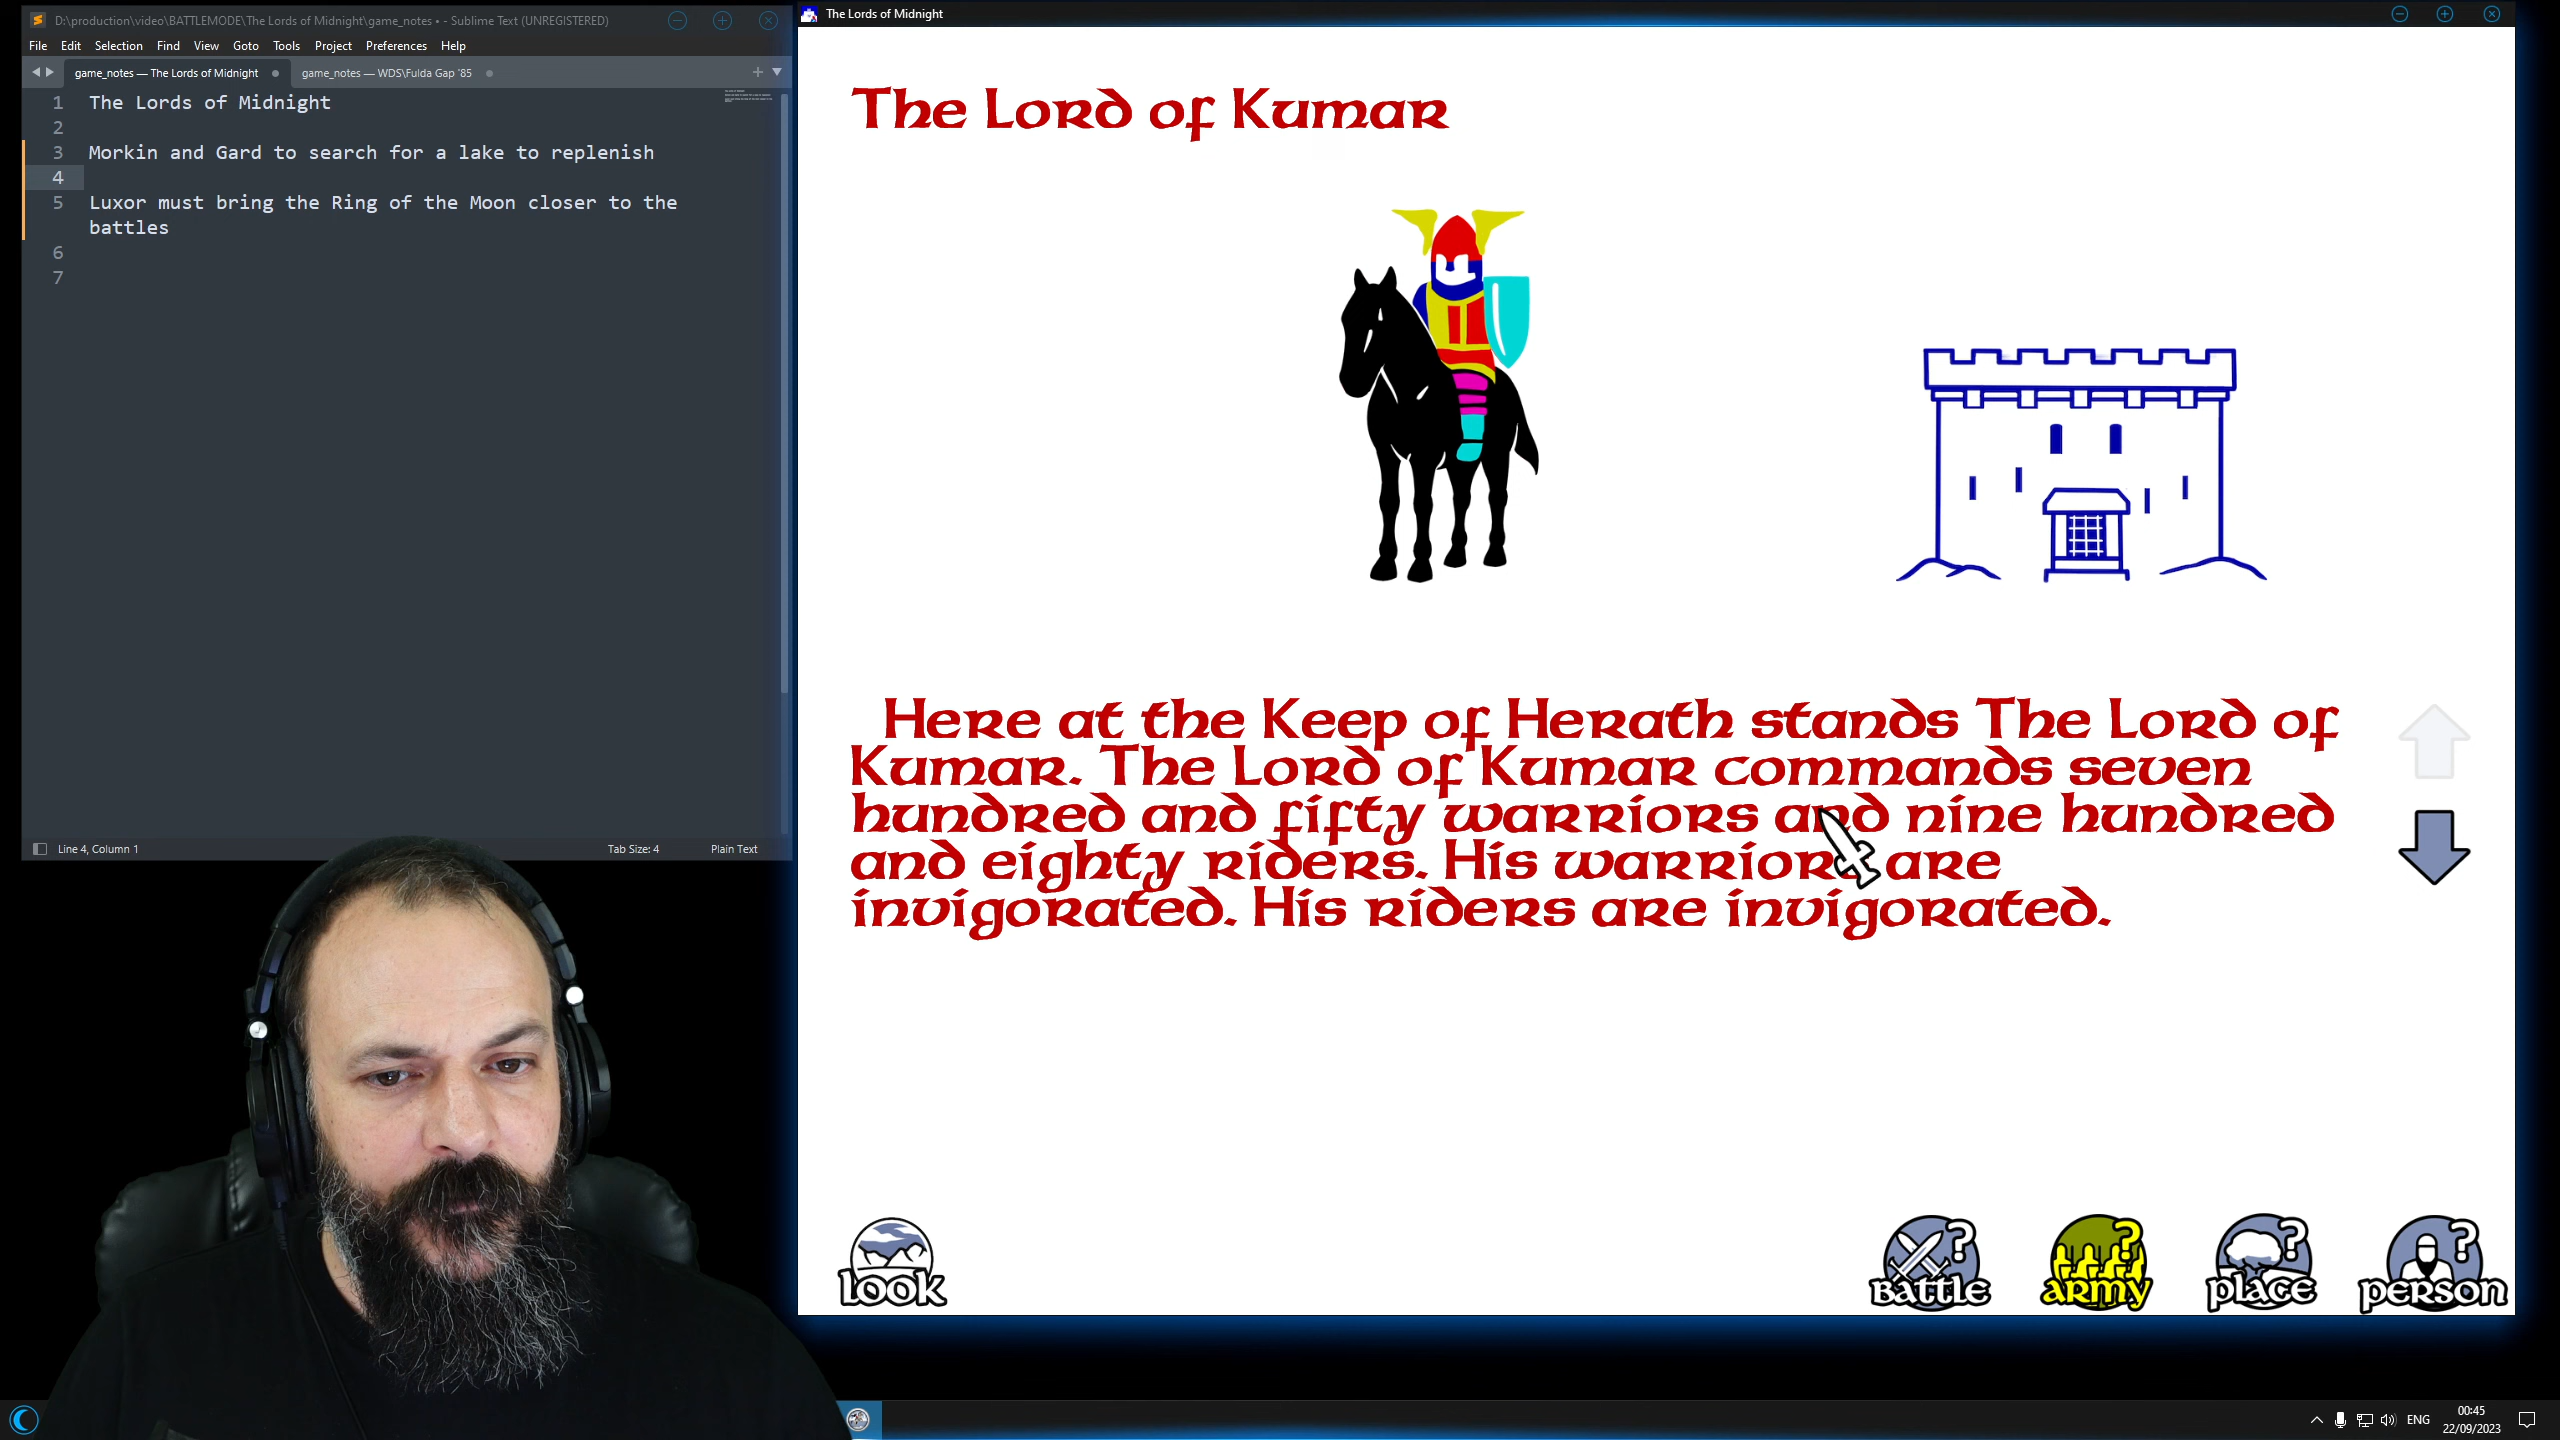 D:\production\video\BATTLEMODE\The Lords of Midnight\game_notes • - Sublime Text (UNREGISTERED)
File Edit Selection Find View Goto Tools Project Preferences Help
game_notes — The Lords of Midnight
game_notes — WDS\Fulda Gap '85
1 The Lords of Midnight
2
3 Morkin and Gard to search for a lake to replenish
4
5 Luxor must bring the Ring of the Moon closer to the
battles
6
7
Line 4, Column 1 Tab Size: 4 Plain Text
The Lords of Midnight
The Lord of Kumar
Here at the Keep of Herath stands The Lord of
Kumar. The Lord of Kumar commands seven
hundred and fifty warriors and nine hundred
and eighty riders. His warriors are
invigorated. His riders are invigorated.
look
Battle ?
army ?
place ?
person ?
ENG
00:45
22/09/2023